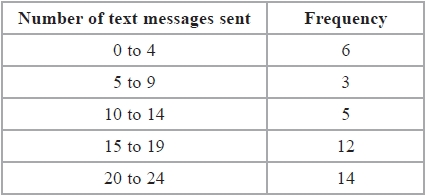 Number of text messages sent Frequency
0 to 4 6
5 to 9 3
10 to 14 5
15 to 19 12
20 to 24 14